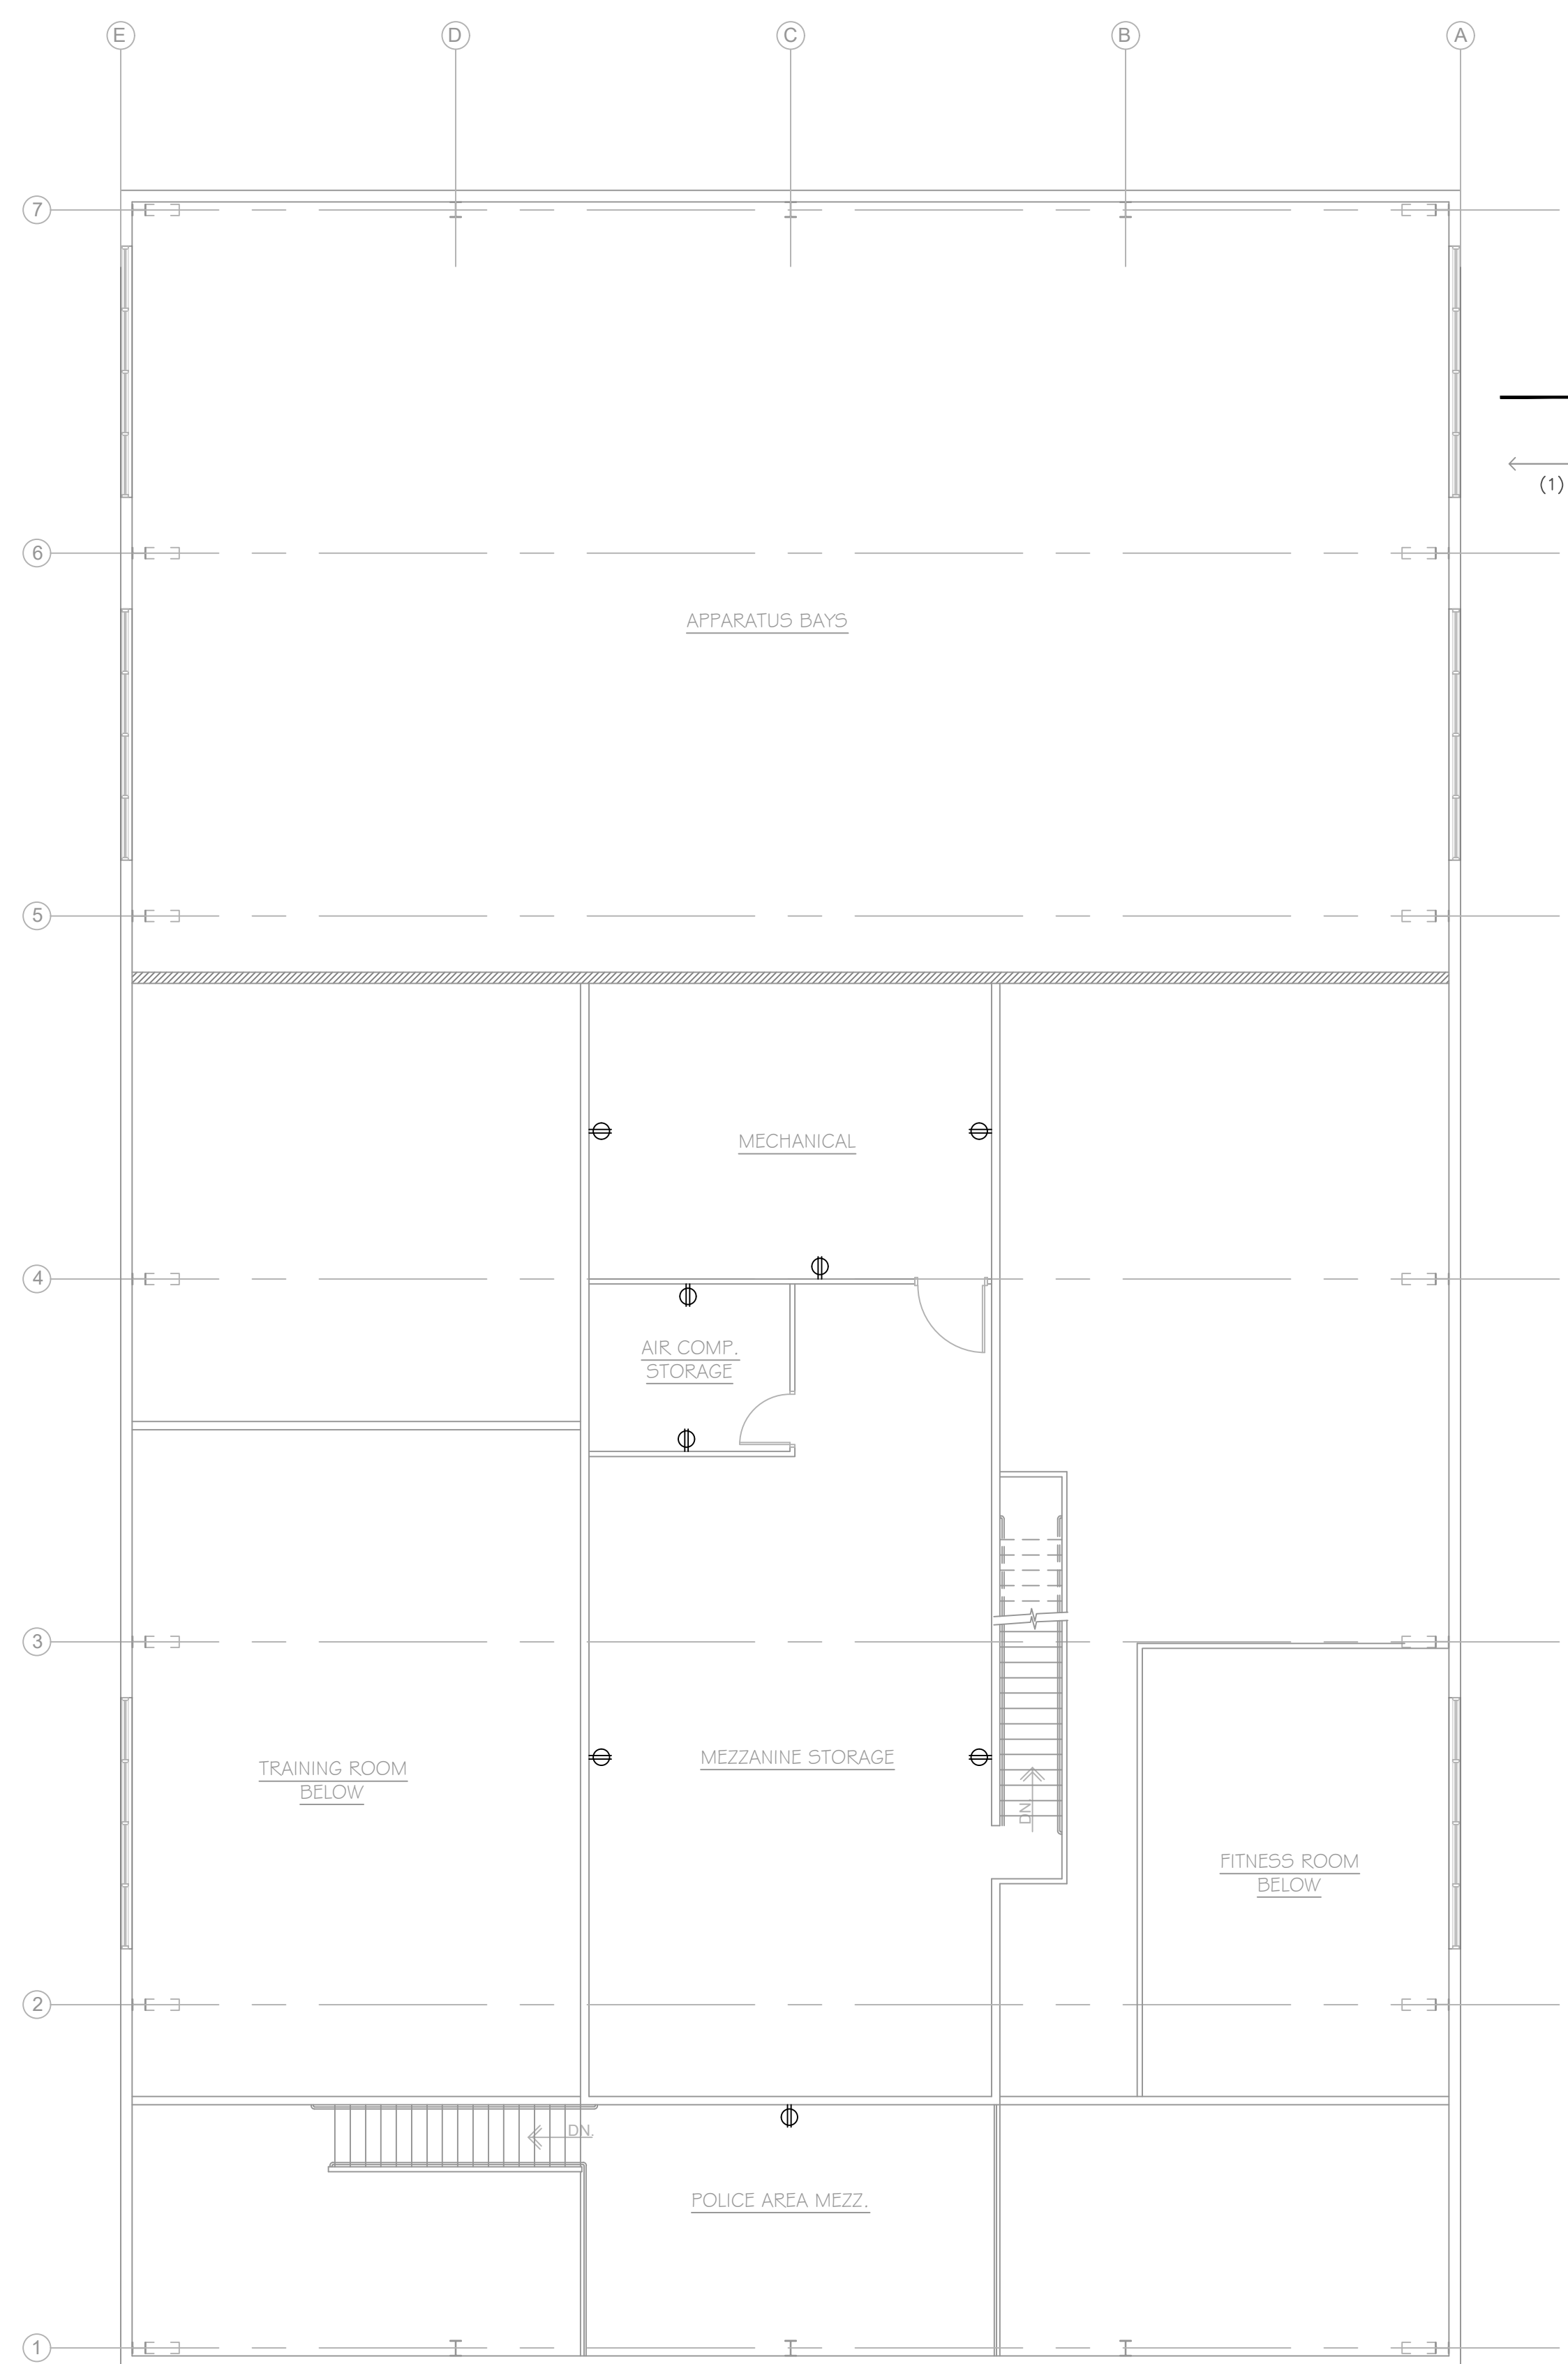 E
D
C
B
A
7
(1)
6
APPARATUS BAYS
5
MECHANICAL
4
AIR COMP.
STORAGE
3
MEZZANINE STORAGE
TRAINING ROOM
BELOW
DN.
FITNESS ROOM
BELOW
2
DN.
POLICE AREA MEZZ.
1